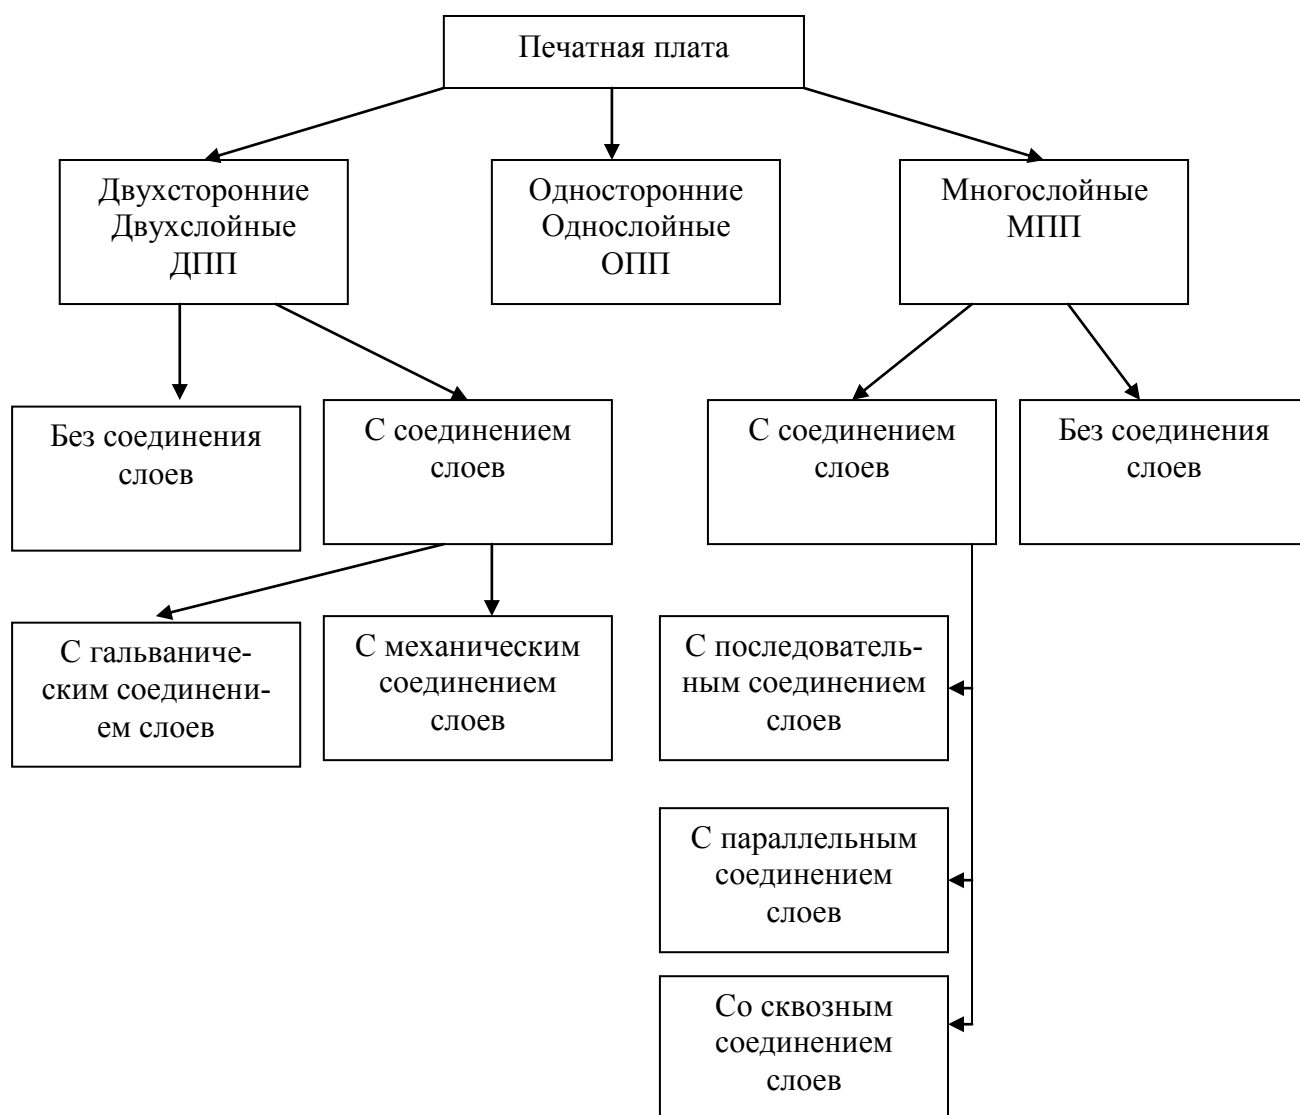 Печатная плата
Двухсторонние
Двухслойные
ДПП
Односторонние
Однослойные
ОПП
Многослойные
МПП
Без соединения
слоев
С соединением
слоев
С соединением
слоев
Без соединения
слоев
С гальваниче-
ским соединени-
ем слоев
С механическим
соединением
слоев
С последователь-
ным соединением
слоев
С параллельным
соединением
слоев
Со сквозным
соединением
слоев